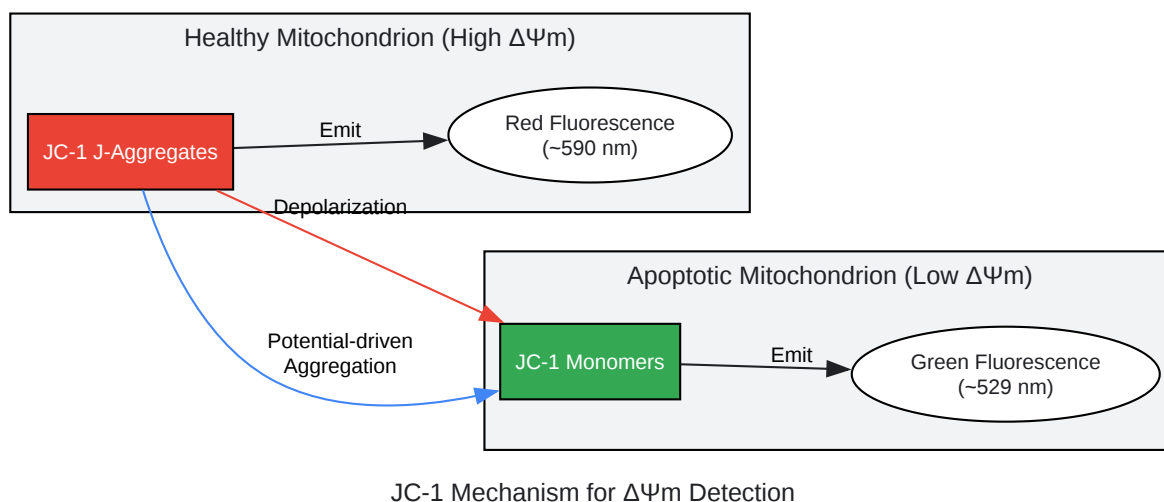 Healthy Mitochondrion (High ΔΨm)
JC-1 J-Aggregates
Emit
Red Fluorescence
(~590 nm)
Depolarization
Apoptotic Mitochondrion (Low ΔΨm)
Potential-driven
Aggregation
JC-1 Monomers
Emit
Green Fluorescence
(~529 nm)
JC-1 Mechanism for ΔΨm Detection